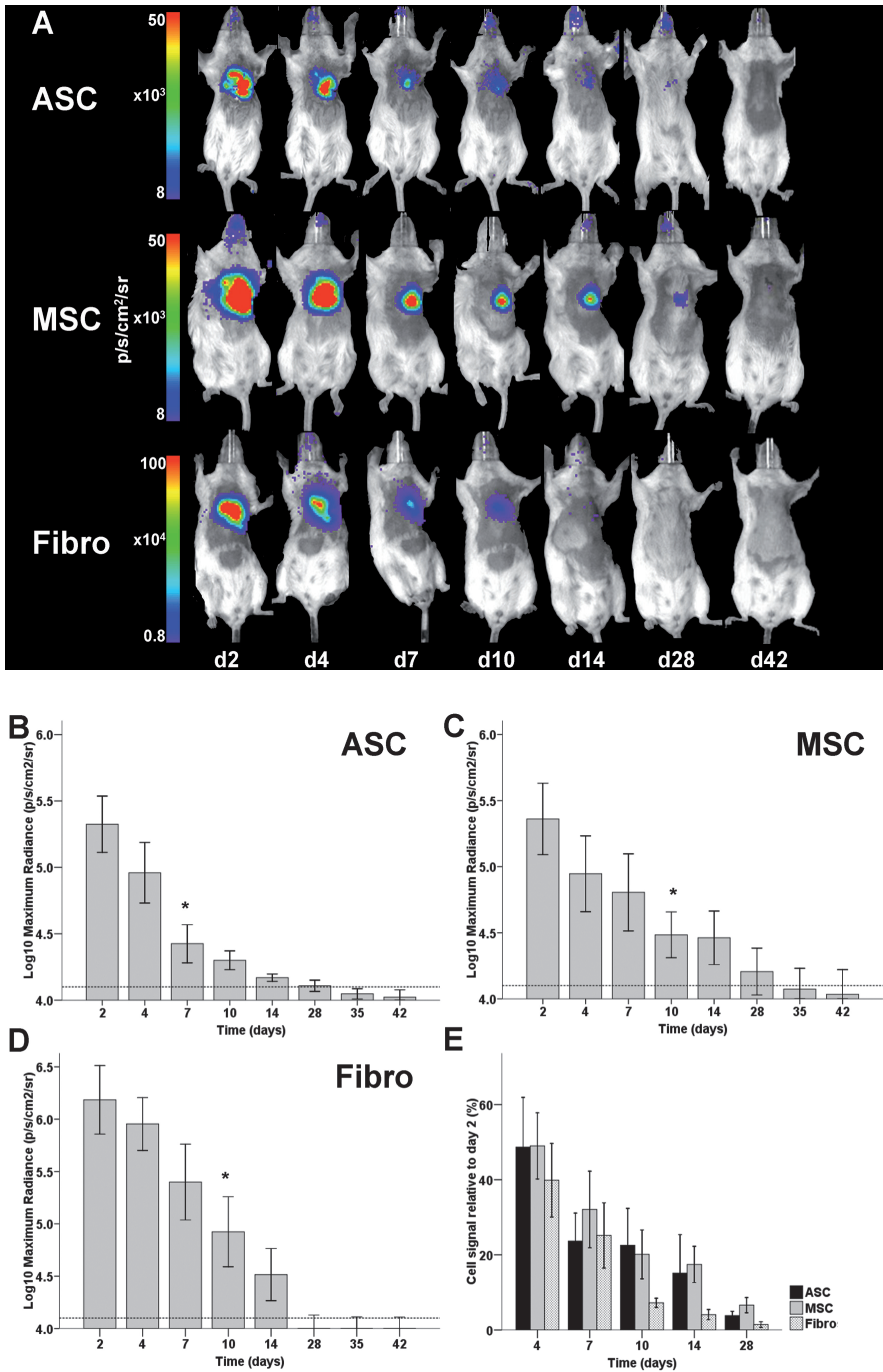 A
ASC
50
x10³
8
MSC
50
x10³
8
p/s/cm²/sr
Fibro
100
x10⁴
0.8
d2 d4 d7 d10 d14 d28 d42
B
ASC
Log10 Maximum Radiance (p/s/cm2/sr)
6.0
5.5
5.0
4.5
4.0
*
2 4 7 10 14 28 35 42
Time (days)
C
MSC
Log10 Maximum Radiance (p/s/cm2/sr)
6.0
5.5
5.0
4.5
4.0
*
2 4 7 10 14 28 35 42
Time (days)
D
Fibro
Log10 Maximum Radiance (p/s/cm2/sr)
6.5
6.0
5.5
5.0
4.5
4.0
*
2 4 7 10 14 28 35 42
Time (days)
E
Cell signal relative to day 2 (%)
60
40
20
0
4 7 10 14 28
Time (days)
ASC
MSC
Fibro